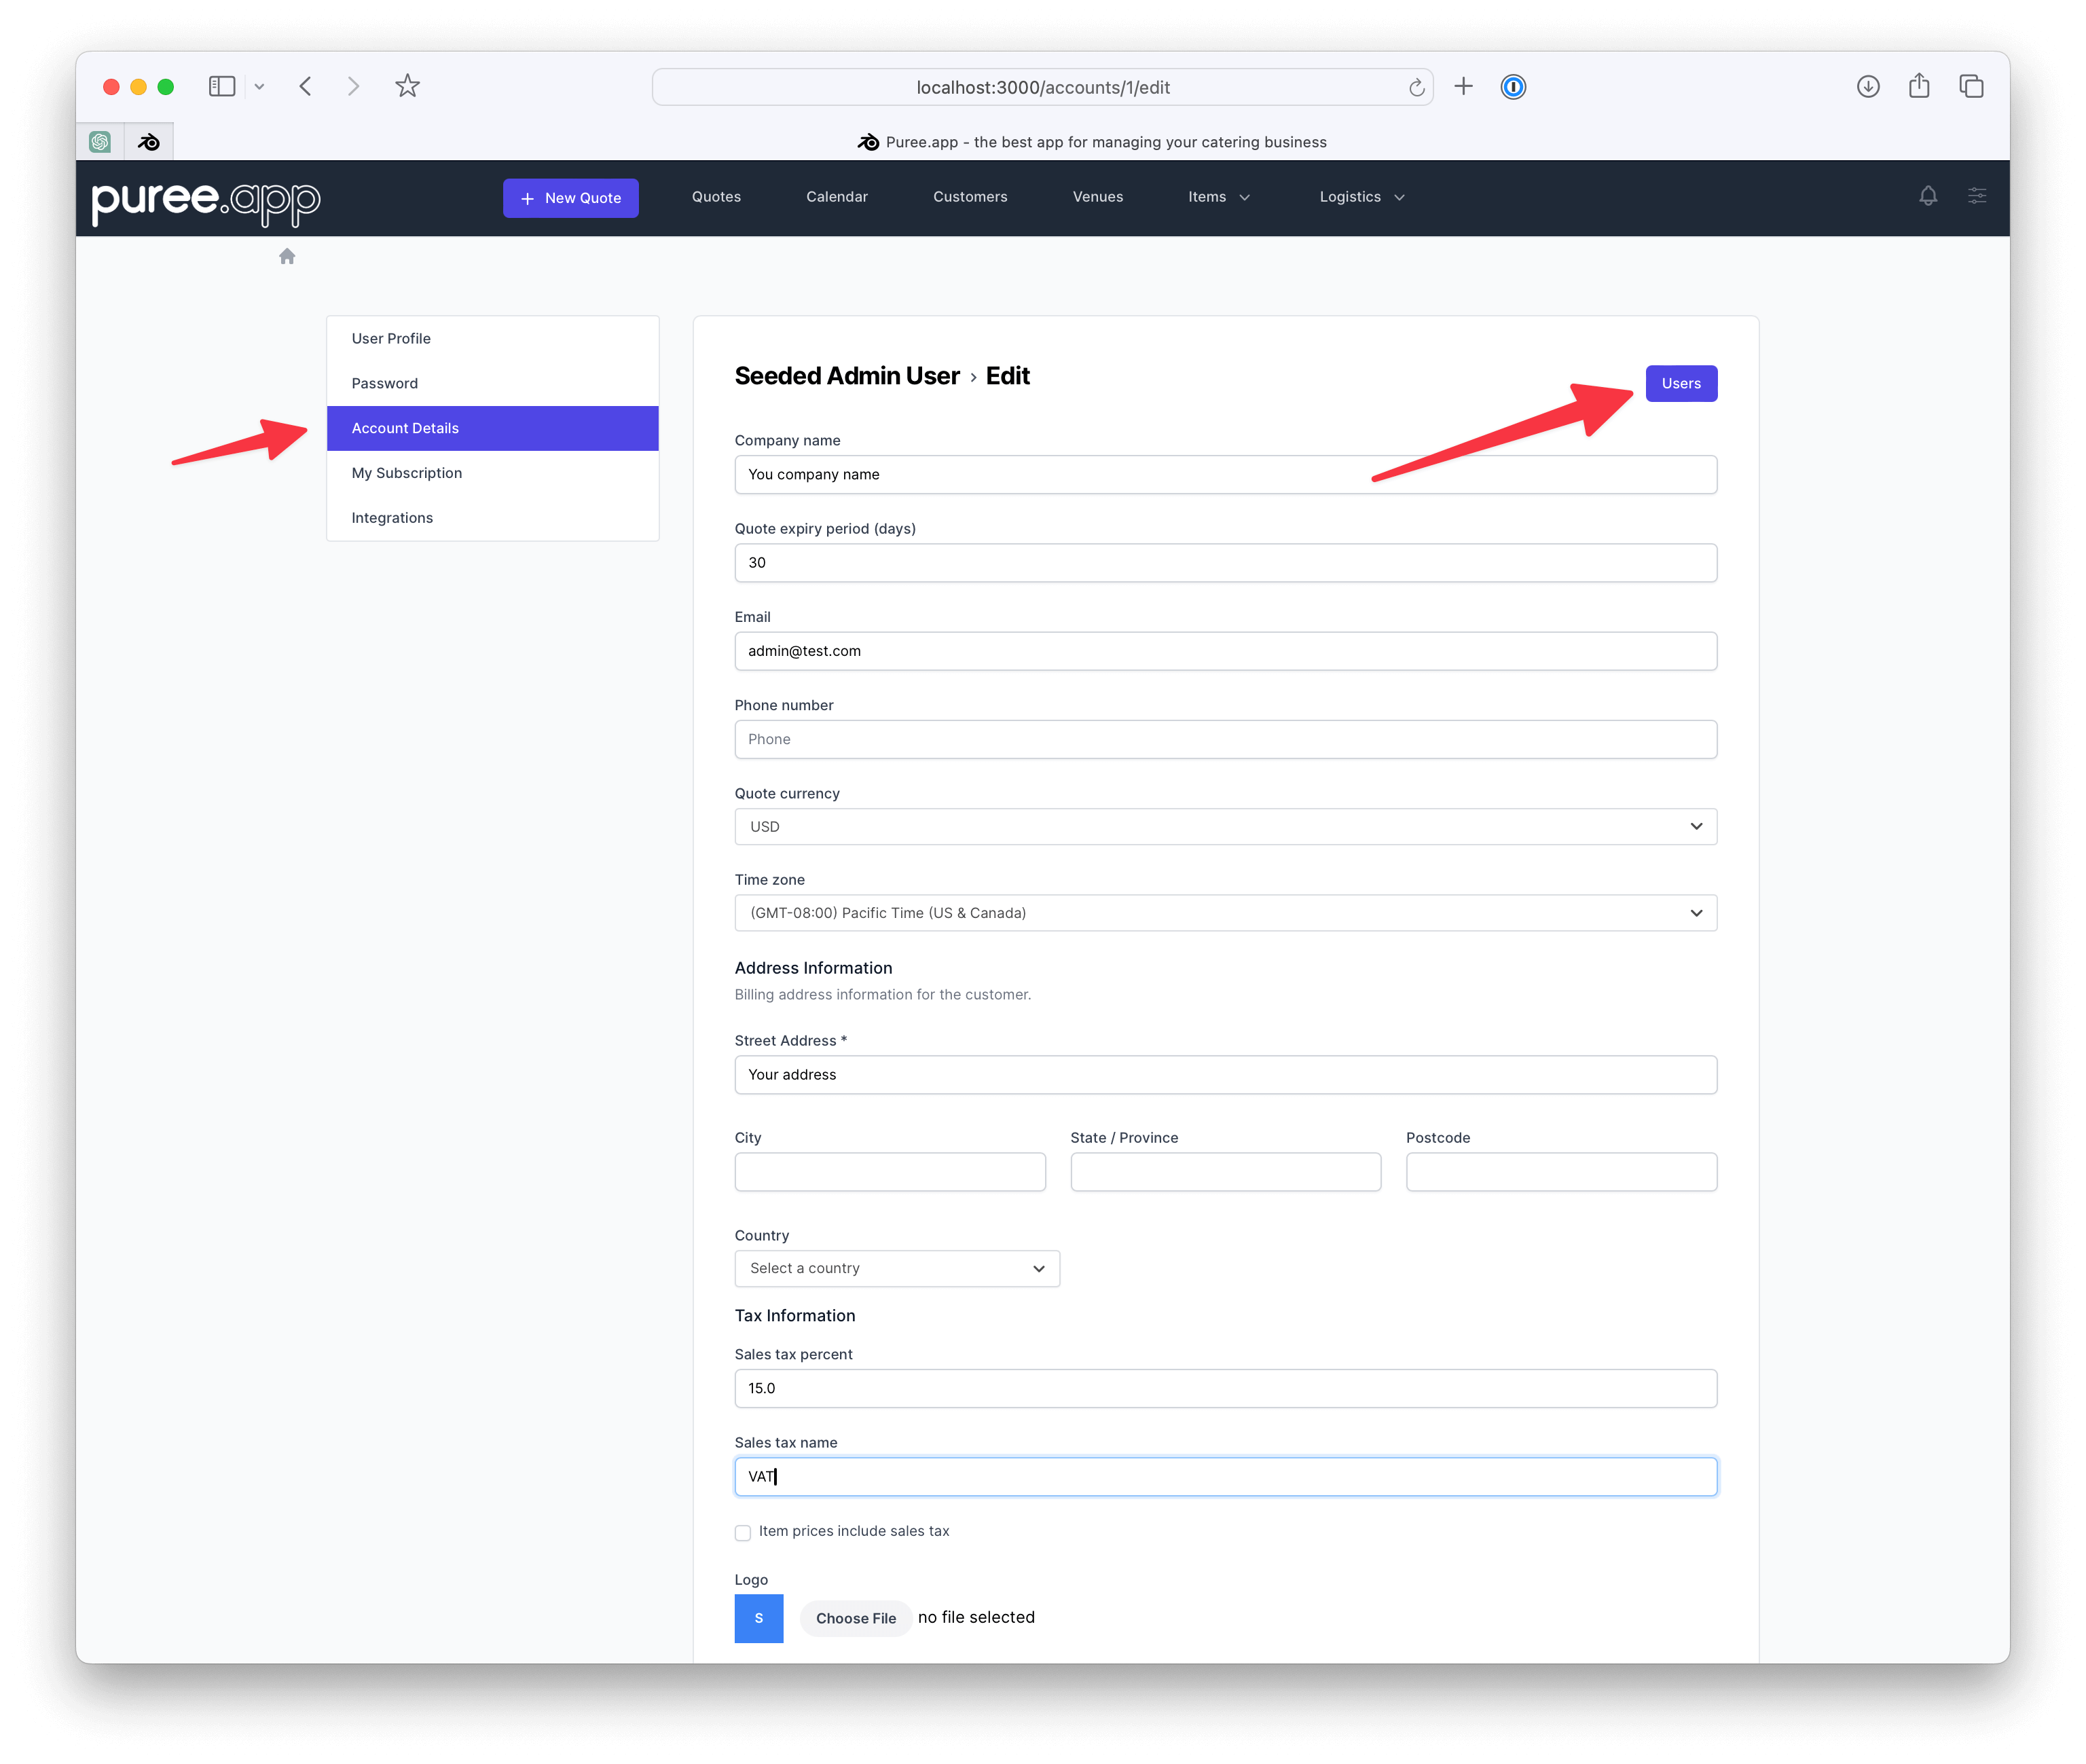 localhost:3000/accounts/1/edit
Puree.app - the best app for managing your catering business
puree.app
New Quote
Quotes
Calendar
Customers
Venues
Items
Logistics
User Profile
Password
Account Details
My Subscription
Integrations
Seeded Admin User › Edit
Users
Company name
You company name
Quote expiry period (days)
30
Email
admin@test.com
Phone number
Phone
Quote currency
USD
Time zone
(GMT-08:00) Pacific Time (US & Canada)
Address Information
Billing address information for the customer.
Street Address *
Your address
City
State / Province
Postcode
Country
Select a country
Tax Information
Sales tax percent
15.0
Sales tax name
VAT
Item prices include sales tax
Logo
S
Choose File no file selected